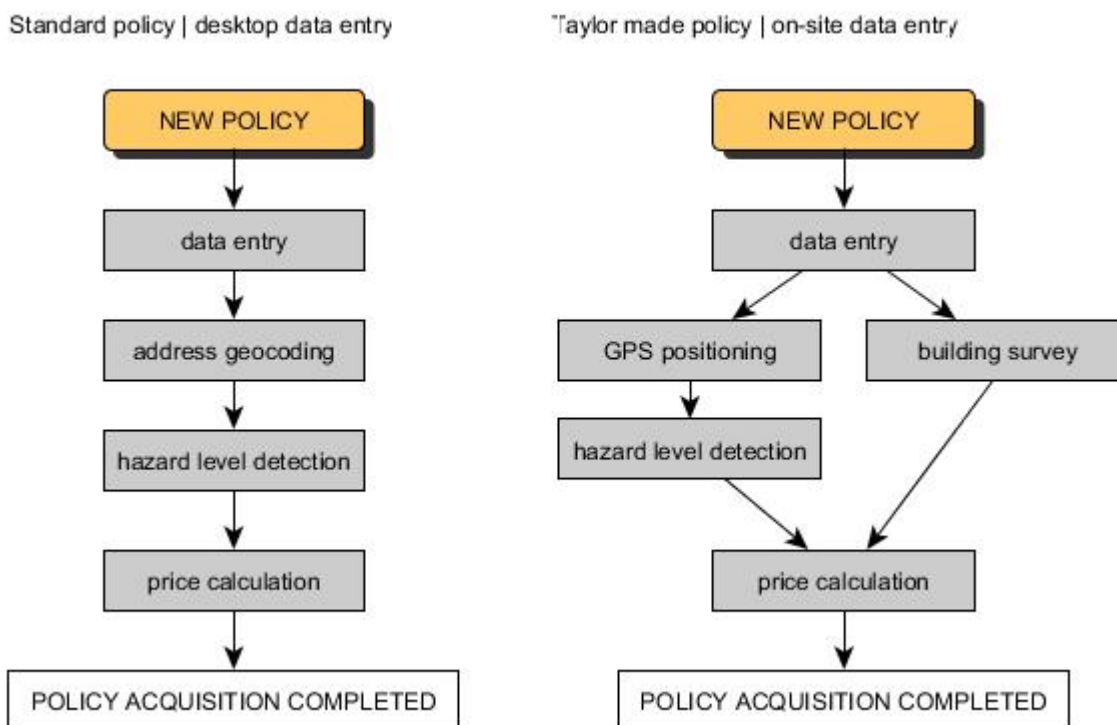 Standard policy | desktop data entry
NEW POLICY
data entry
address geocoding
hazard level detection
price calculation
POLICY ACQUISITION COMPLETED
Taylor made policy | on-site data entry
NEW POLICY
data entry
GPS positioning
building survey
hazard level detection
price calculation
POLICY ACQUISITION COMPLETED